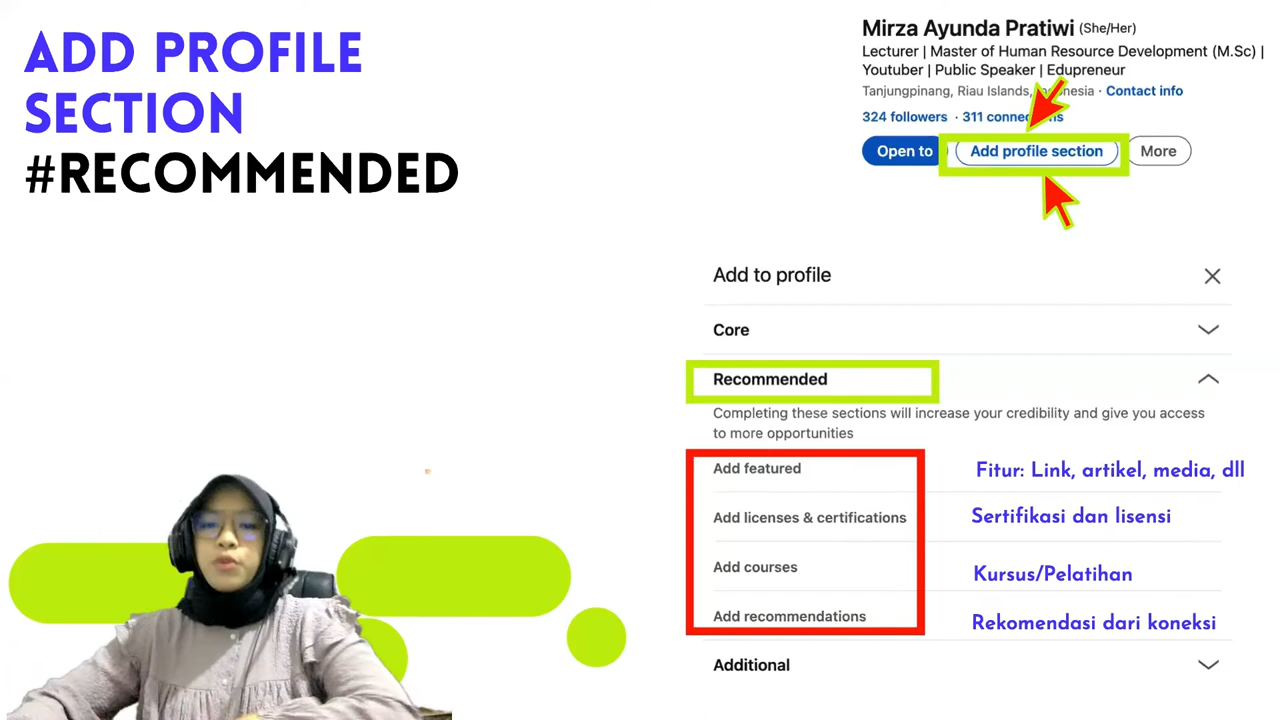 ADD PROFILE
SECTION
#RECOMMENDED
Mirza Ayunda Pratiwi (She/Her)
Lecturer | Master of Human Resource Development (M.Sc) |
Youtuber | Public Speaker | Edupreneur
Tanjungpinang, Riau Islands, Indonesia · Contact info
324 followers · 311 connections
Open to
Add profile section
More
Add to profile
Core
Recommended
Completing these sections will increase your credibility and give you access
to more opportunities
Add featured
Fitur: Link, artikel, media, dll
Add licenses & certifications
Sertifikasi dan lisensi
Add courses
Kursus/Pelatihan
Add recommendations
Rekomendasi dari koneksi
Additional